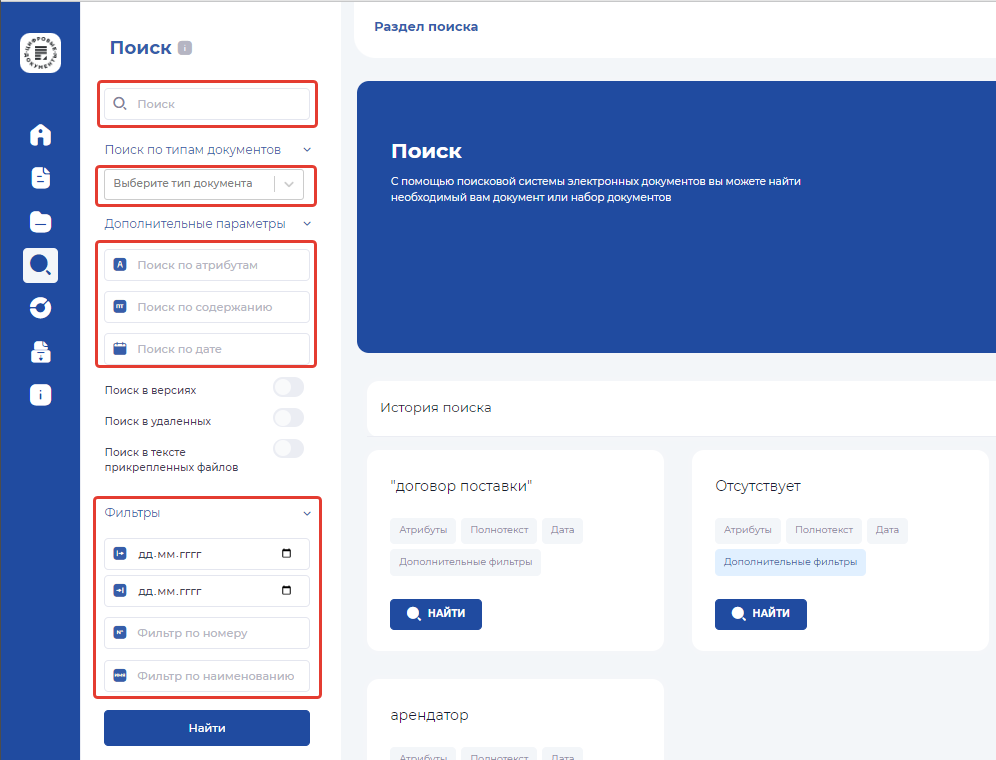 ЦИФРОВЫЕ ДОКУМЕНТЫ
Поиск
i
Поиск
Поиск по типам документов
Выберите тип документа
Дополнительные параметры
A
Поиск по атрибутам
ПТ
Поиск по содержанию
Поиск по дате
Поиск в версиях
Поиск в удаленных
Поиск в тексте
прикрепленных файлов
Фильтры
дд.мм.гггг
дд.мм.гггг
N°
Фильтр по номеру
ИМЯ
Фильтр по наименованию
Найти
Раздел поиска
Поиск
С помощью поисковой системы электронных документов вы можете найти
необходимый вам документ или набор документов
История поиска
"договор поставки"
Атрибуты Полнотекст Дата
Дополнительные фильтры
НАЙТИ
Отсутствует
Атрибуты Полнотекст Дата
Дополнительные фильтры
НАЙТИ
арендатор
Атрибуты Полнотекст Дата